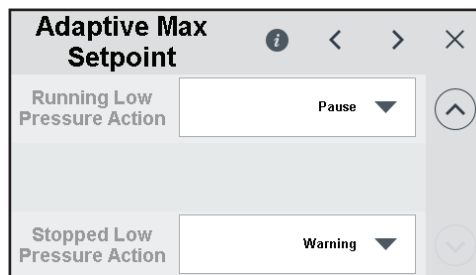 Adaptive Max
Setpoint
Running Low
Pressure Action
Pause
Stopped Low
Pressure Action
Warning